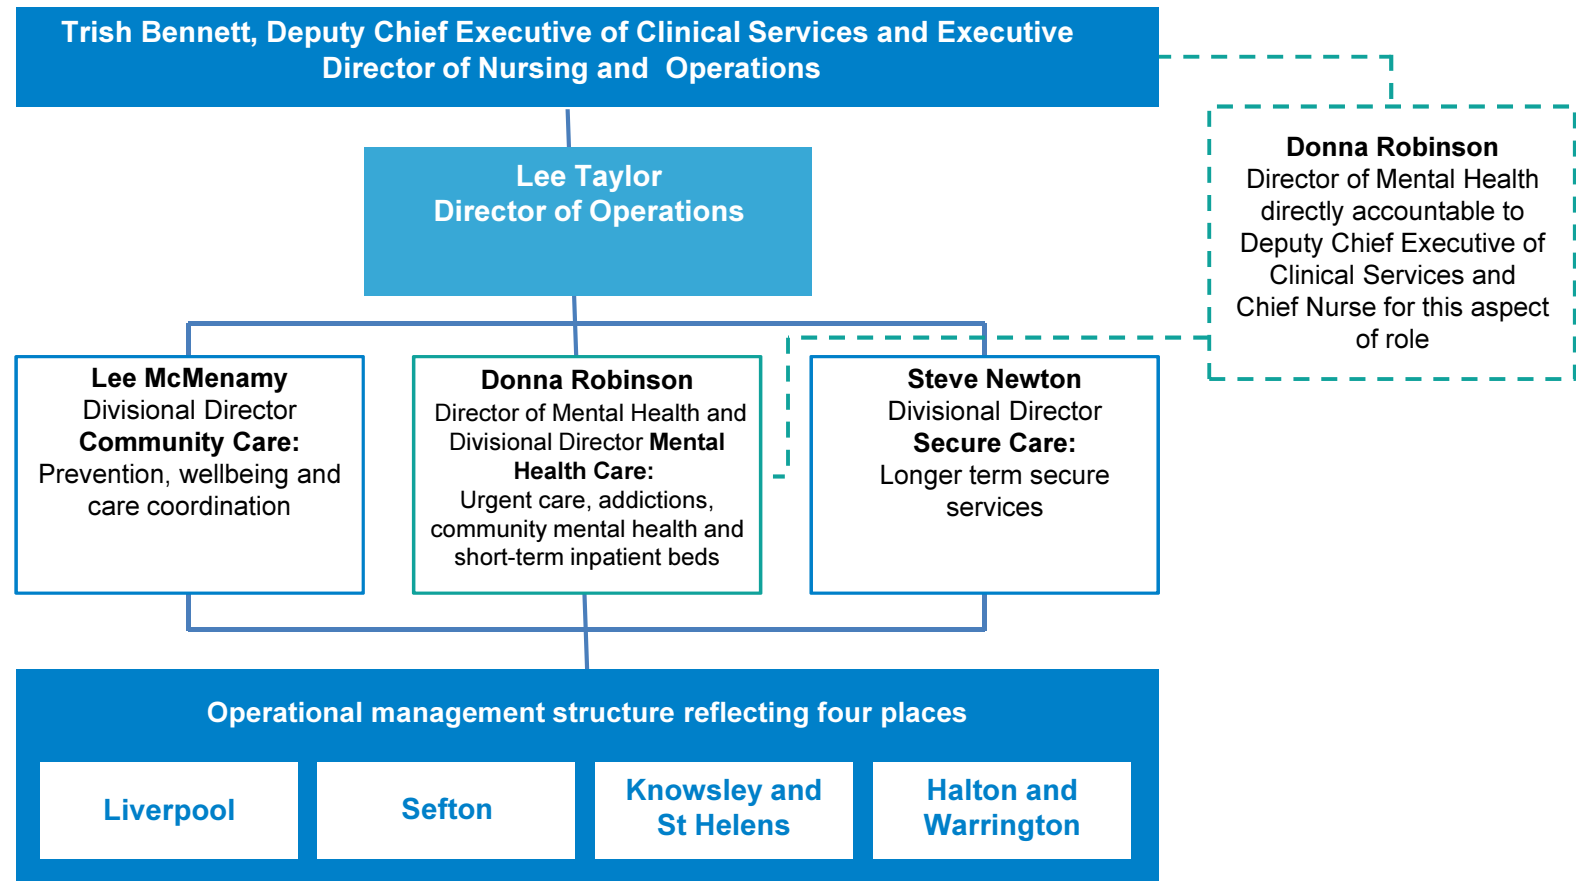 Trish Bennett, Deputy Chief Executive of Clinical Services and Executive
Director of Nursing and Operations
Lee Taylor
Director of Operations
Donna Robinson
Director of Mental Health
directly accountable to
Deputy Chief Executive of
Clinical Services and
Chief Nurse for this aspect
of role
Lee McMenamy
Divisional Director
Community Care:
Prevention, wellbeing and
care coordination
Donna Robinson
Director of Mental Health and
Divisional Director Mental
Health Care:
Urgent care, addictions,
community mental health and
short-term inpatient beds
Steve Newton
Divisional Director
Secure Care:
Longer term secure
services
Operational management structure reflecting four places
Liverpool
Sefton
Knowsley and
St Helens
Halton and
Warrington